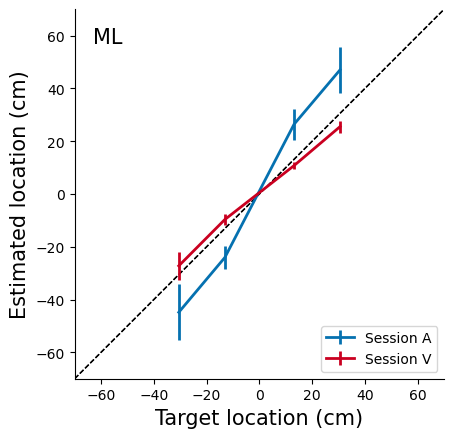 ML
Estimated location (cm)
60
40
20
0
−20
−40
−60
−60 −40 −20 0 20 40 60
Target location (cm)
Session A
Session V